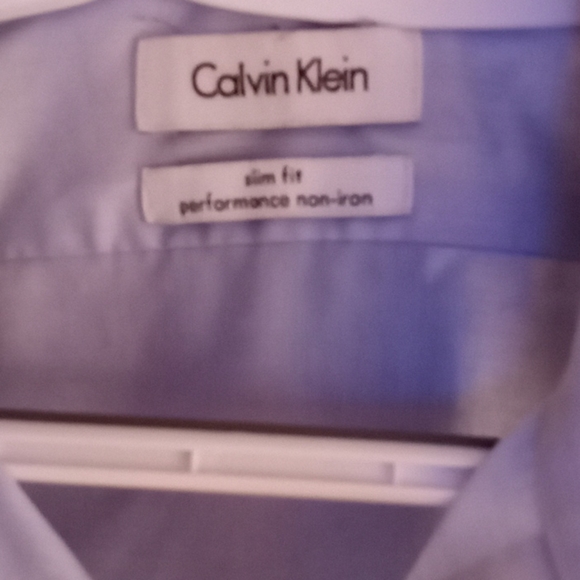 Calvin Klein
slim fit
performance non-iron